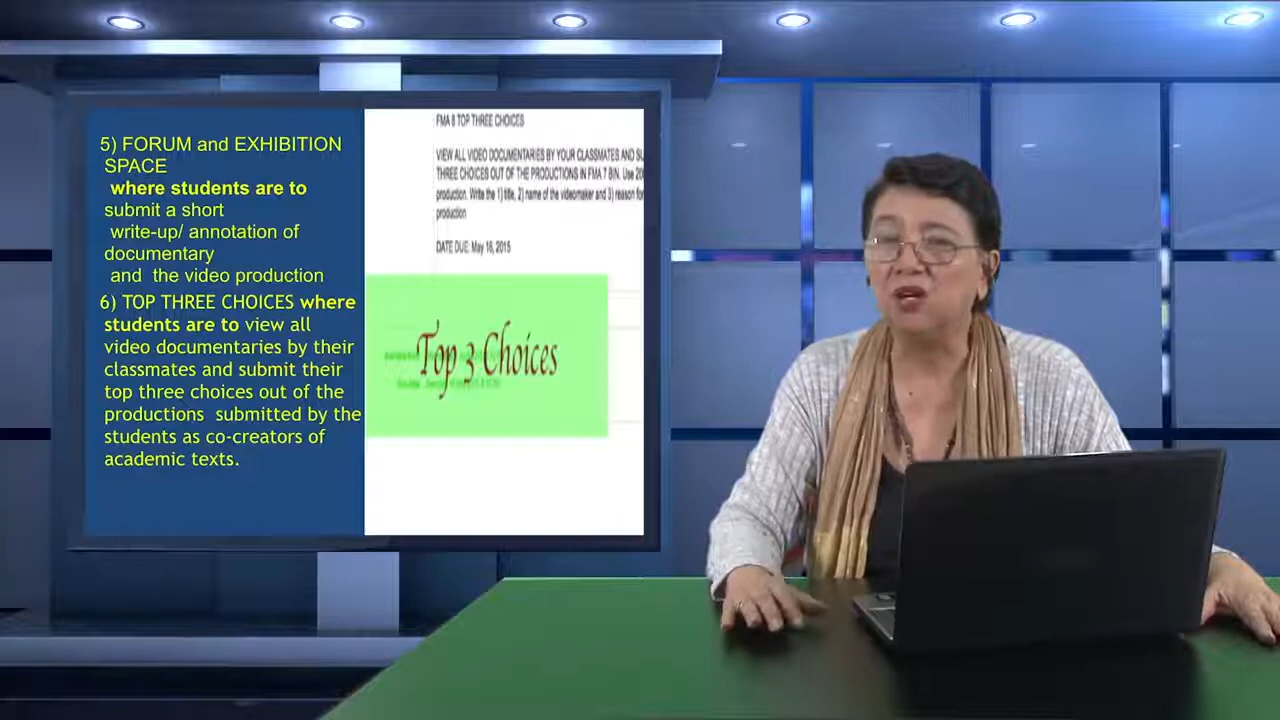 5) FORUM and EXHIBITION
SPACE
where students are to
submit a short
write-up/ annotation of
documentary
and the video production
6) TOP THREE CHOICES where
students are to view all
video documentaries by their
classmates and submit their
top three choices out of the
productions submitted by the
students as co-creators of
academic texts.
FMA 8 TOP THREE CHOICES
VIEW ALL VIDEO DOCUMENTARIES BY YOUR CLASSMATES AND SU
THREE CHOICES OUT OF THE PRODUCTIONS IN FMA 7 BIN. Use 20
production. Write the 1) title, 2) name of the videomaker and 3) reason for
production
DATE DUE: May 16, 2015
Top 3 Choices